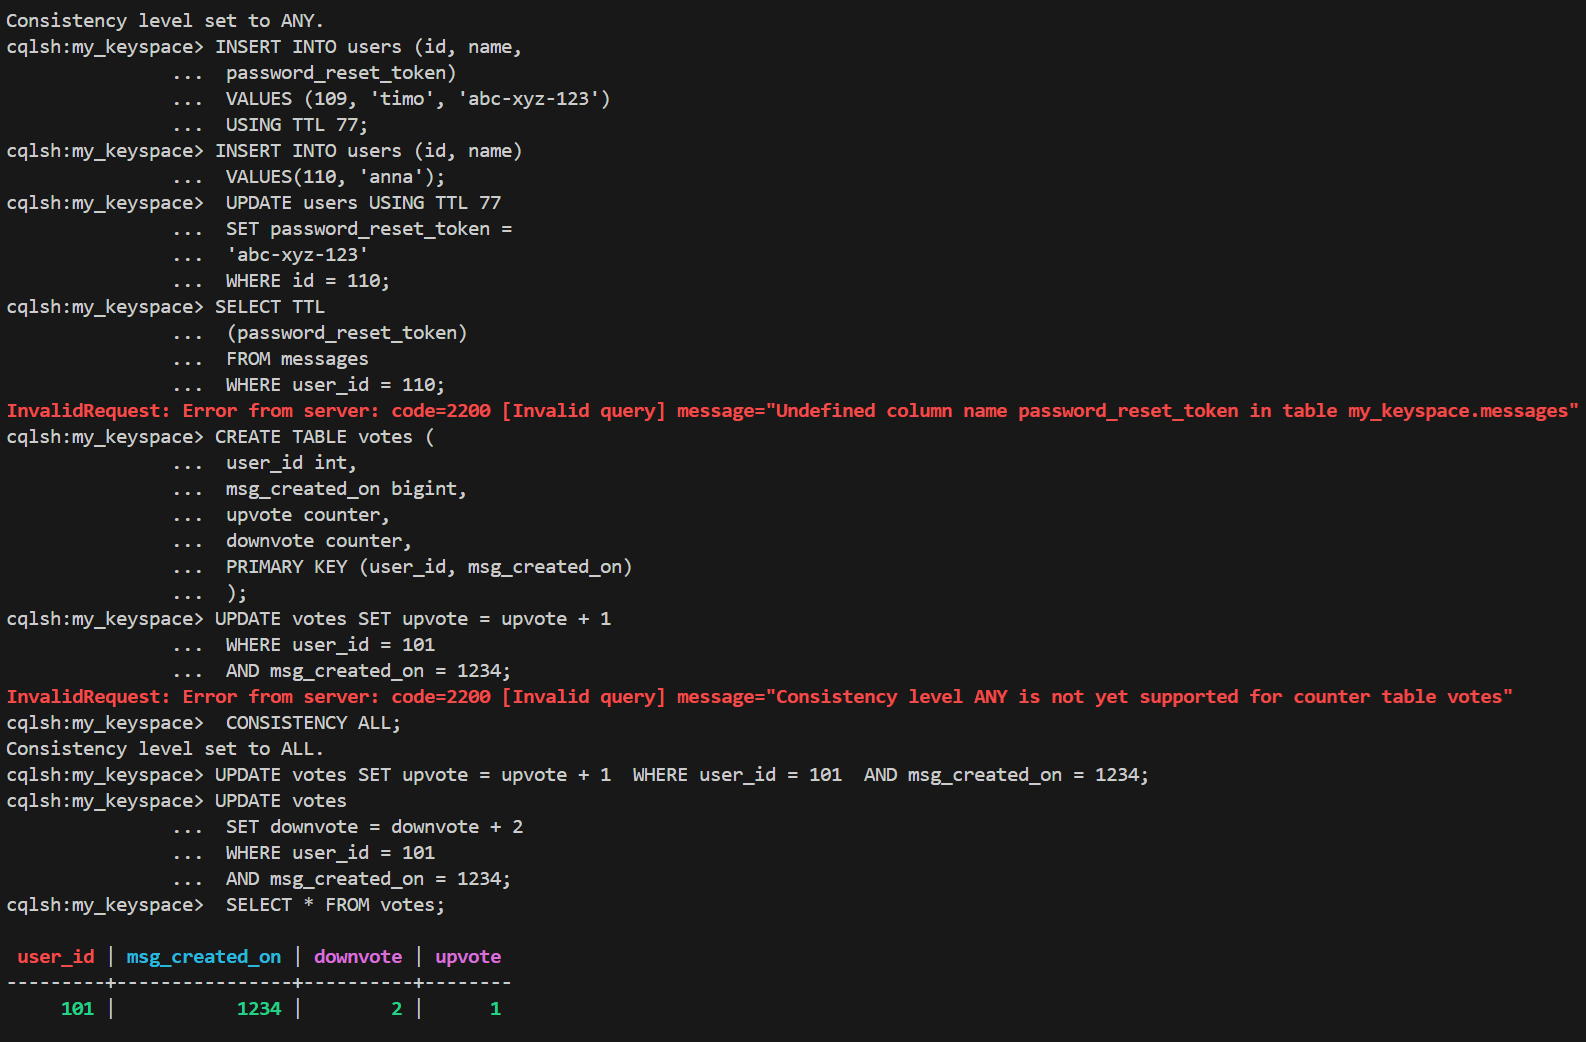 Consistency level set to ANY.
cqlsh:my_keyspace> INSERT INTO users (id, name,
               ...  password_reset_token)
               ...  VALUES (109, 'timo', 'abc-xyz-123')
               ...  USING TTL 77;
cqlsh:my_keyspace> INSERT INTO users (id, name)
               ...  VALUES(110, 'anna');
cqlsh:my_keyspace>  UPDATE users USING TTL 77
               ...  SET password_reset_token =
               ...  'abc-xyz-123'
               ...  WHERE id = 110;
cqlsh:my_keyspace> SELECT TTL
               ...  (password_reset_token)
               ...  FROM messages
               ...  WHERE user_id = 110;
InvalidRequest: Error from server: code=2200 [Invalid query] message="Undefined column name password_reset_token in table my_keyspace.messages"
cqlsh:my_keyspace> CREATE TABLE votes (
               ...  user_id int,
               ...  msg_created_on bigint,
               ...  upvote counter,
               ...  downvote counter,
               ...  PRIMARY KEY (user_id, msg_created_on)
               ...  );
cqlsh:my_keyspace> UPDATE votes SET upvote = upvote + 1
               ...  WHERE user_id = 101
               ...  AND msg_created_on = 1234;
InvalidRequest: Error from server: code=2200 [Invalid query] message="Consistency level ANY is not yet supported for counter table votes"
cqlsh:my_keyspace>  CONSISTENCY ALL;
Consistency level set to ALL.
cqlsh:my_keyspace> UPDATE votes SET upvote = upvote + 1  WHERE user_id = 101  AND msg_created_on = 1234;
cqlsh:my_keyspace> UPDATE votes
               ...  SET downvote = downvote + 2
               ...  WHERE user_id = 101
               ...  AND msg_created_on = 1234;
cqlsh:my_keyspace>  SELECT * FROM votes;

 user_id | msg_created_on | downvote | upvote
---------+----------------+----------+--------
     101 |           1234 |        2 |      1